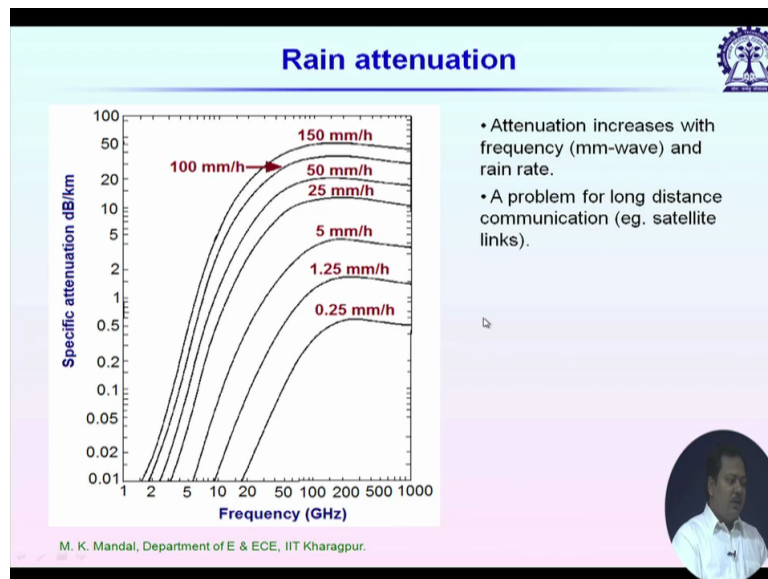 Rain attenuation
100
50
20
10
5
2
1
0.5
0.2
0.1
0.05
0.02
0.01
Specific attenuation dB/km
150 mm/h
100 mm/h
50 mm/h
25 mm/h
5 mm/h
1.25 mm/h
0.25 mm/h
1 2 5 10 20 50 100 200 500 1000
Frequency (GHz)
• Attenuation increases with
frequency (mm-wave) and
rain rate.
• A problem for long distance
communication (eg. satellite
links).
M. K. Mandal, Department of E & ECE, IIT Kharagpur.